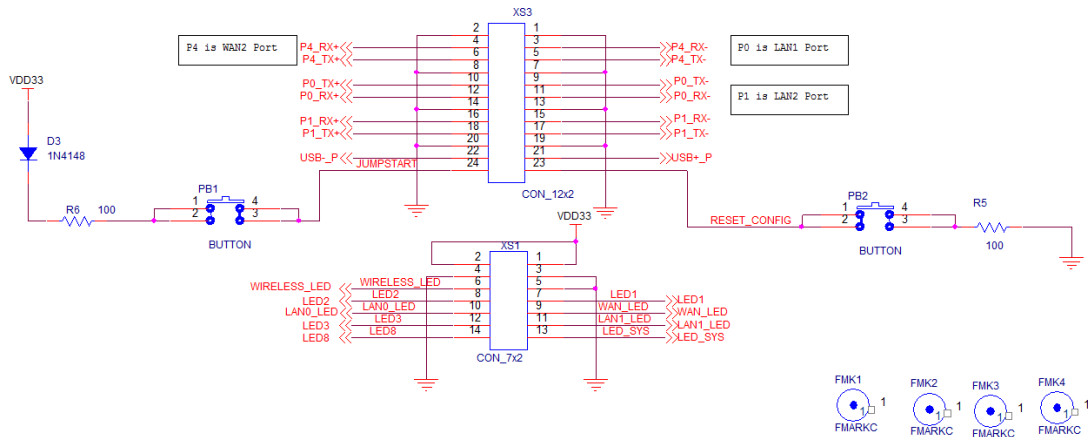 XS3
P4 is WAN2 Port
P0 is LAN1 Port
P1 is LAN2 Port
2 1
P4_RX+ 4 3 P4_RX-
P4_TX+ 6 5 P4_TX-
8 7
P0_TX+ 10 9 P0_TX-
P0_RX+ 12 11 P0_RX-
14 13
P1_RX+ 16 15 P1_RX-
P1_TX+ 18 17 P1_TX-
20 19
USB-_P 22 21 USB+_P
JUMPSTART 24 23
CON_12x2
VDD33
D3
1N4148
R6 100
PB1
1 4
2 3
BUTTON
RESET_CONFIG
PB2
1 4
2 3
BUTTON
R5
100
VDD33
XS1
2 1
4 3
WIRELESS_LED WIRELESS_LED 6 5
LED2 LED2 8 7 LED1 LED1
LAN0_LED LAN0_LED 10 9 WAN_LED WAN_LED
LED3 LED3 12 11 LAN1_LED LAN1_LED
LED8 LED8 14 13 LED_SYS LED_SYS
CON_7x2
FMK1 FMK2 FMK3 FMK4
1 1 1 1 1 1 1 1
FMARKC FMARKC FMARKC FMARKC